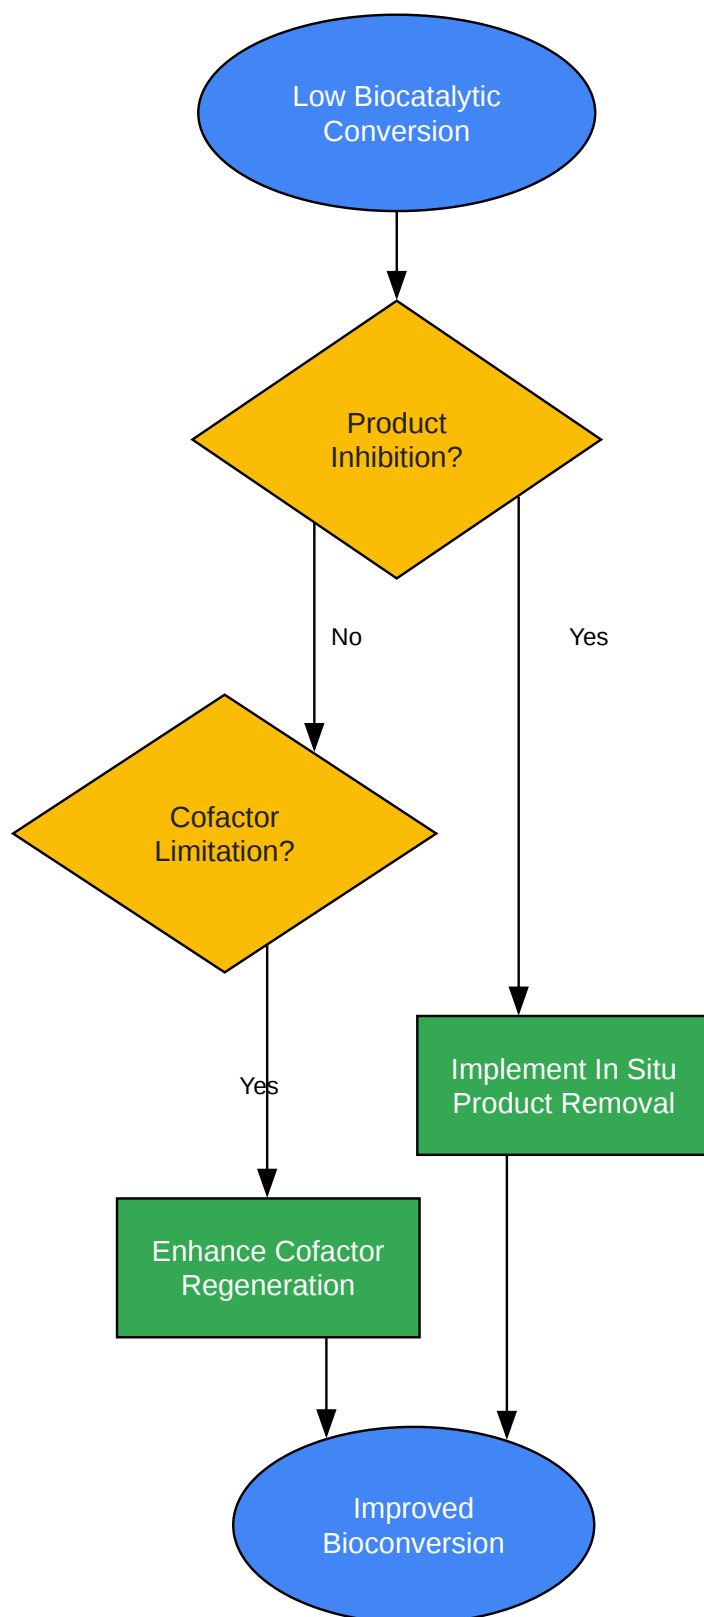 Low Biocatalytic
Conversion
Product
Inhibition?
No
Yes
Cofactor
Limitation?
Implement In Situ
Product Removal
Yes
Enhance Cofactor
Regeneration
Improved
Bioconversion